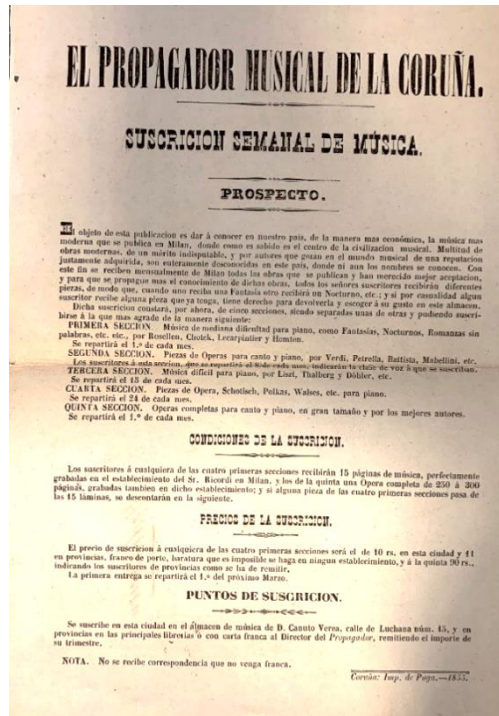 EL PROPAGADOR MUSICAL DE LA CORUÑA.
SUSCRICION SEMANAL DE MÚSICA.
PROSPECTO.
El objeto de esta publicacion es dar á conocer en nuestro pais, de la manera mas económica, la música mas
moderna que se publica en Milan, donde como es sabido es el centro de la civilizacion musical. Multitud de
obras modernas, de un mérito indisputable, y por autores que gozan en el mundo musical de una reputacion
justamente adquirida, son enteramente desconocidas en este pais, donde ni aun los nombres se conocen. Con
este fin se reciben mensualmente de Milan todas las obras que se publican y han merecido mejor aceptacion,
y para que se propague mas el conocimiento de dichas obras, todos los señores suscritores recibirán diferentes
piezas, de modo que, cuando uno reciba una Fantasía otro recibirá un Nocturno, etc.; y si por casualidad algun
suscritor recibe alguna pieza que ya tenga, tiene derecho para devolverla y escoger á su gusto en este almacen.
Dicha suscricion constará, por ahora, de cinco secciones, siendo separadas unas de otras y pudiendo suscri-
birse á la que mas agrade de la manera siguiente:
PRIMERA SECCION. Música de mediana dificultad para piano, como Fantasías, Nocturnos, Romanzas sin
palabras, etc. etc., por Rosellen, Chotek, Lecarpintier y Hemten.
Se repartirá el 1.º de cada mes.
SEGUNDA SECCION. Piezas de Operas para canto y piano, por Verdi, Petrella, Battista, Mabellini, etc.
Los suscritores á esta seccion, que se repartirá el 8 de cada mes, indicarán la clave de voz á que se suscriban.
TERCERA SECCION. Música difícil para piano, por Liszt, Thalberg y Döhler, etc.
Se repartirá el 15 de cada mes.
CUARTA SECCION. Piezas de Opera, Schotisch, Polkas, Walses, etc. para piano.
Se repartirá el 24 de cada mes.
QUINTA SECCION. Operas completas para canto y piano, en gran tamaño y por los mejores autores.
Se repartirá el 1.º de cada mes.
CONDICIONES DE LA SUSCRICION.
Los suscritores á cualquiera de las cuatro primeras secciones recibirán 15 páginas de música, perfectamente
grabadas en el establecimiento del Sr. Ricordi en Milan, y los de la quinta una Opera completa de 250 á 300
páginas, grabadas tambien en dicho establecimiento; y si alguna pieza de las cuatro primeras secciones pasa de
las 15 láminas, se descontarán en la siguiente.
PRECIOS DE LA SUSCRICION.
El precio de suscricion á cualquiera de las cuatro primeras secciones será el de 10 rs. en esta ciudad y 11
en provincias, franco de porte, baratura que es imposible se haga en ningun establecimiento, y á la quinta 90 rs.,
indicando los suscritores de provincias como se ha de remitir.
La primera entrega se repartirá el 1.º del próximo Marzo.
PUNTOS DE SUSCRICION.
Se suscribe en esta ciudad en el almacen de música de D. Canuto Verea, calle de Luchana núm. 15, y en
provincias en las principales librerías ó con carta franca al Director del Propagador, remitiendo el importe de
su trimestre.
NOTA. No se recibe correspondencia que no venga franca.
Coruña: Imp. de Puga.—1855.